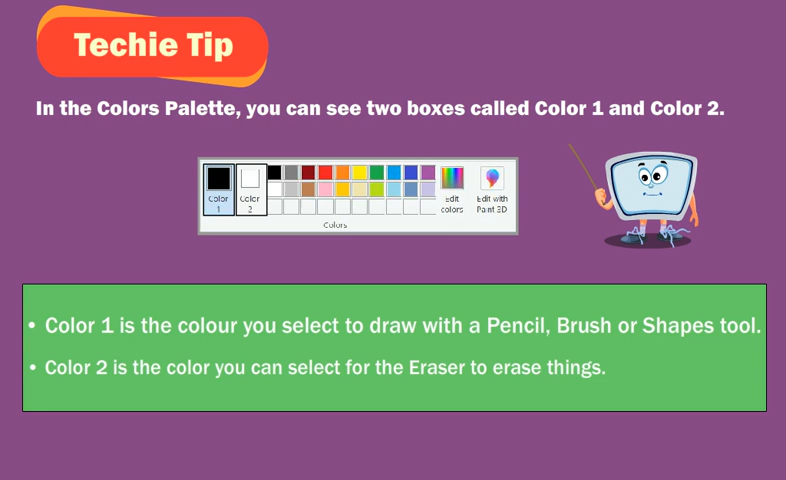 Techie Tip
In the Colors Palette, you can see two boxes called Color 1 and Color 2.
Color 1
Color 2
Edit colors
Edit with Paint 3D
Colors
• Color 1 is the colour you select to draw with a Pencil, Brush or Shapes tool.
• Color 2 is the color you can select for the Eraser to erase things.